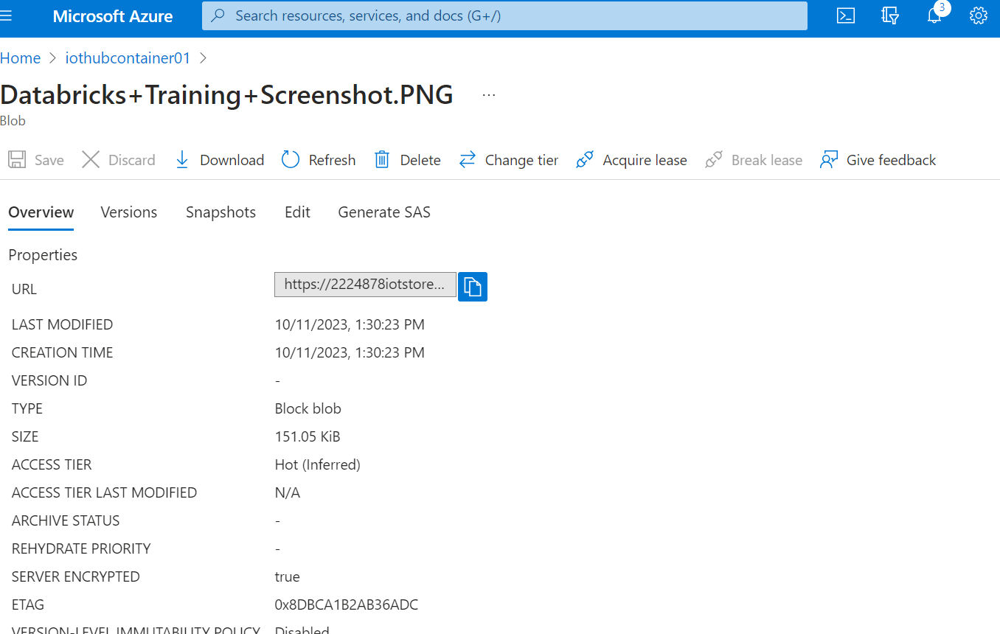 Microsoft Azure
Search resources, services, and docs (G+/)
3
Home > iothubcontainer01 >
Databricks+Training+Screenshot.PNG ...
Blob
Save Discard Download Refresh Delete Change tier Acquire lease Break lease Give feedback
Overview Versions Snapshots Edit Generate SAS
Properties
URL https://2224878iotstore...
LAST MODIFIED 10/11/2023, 1:30:23 PM
CREATION TIME 10/11/2023, 1:30:23 PM
VERSION ID -
TYPE Block blob
SIZE 151.05 KiB
ACCESS TIER Hot (Inferred)
ACCESS TIER LAST MODIFIED N/A
ARCHIVE STATUS -
REHYDRATE PRIORITY -
SERVER ENCRYPTED true
ETAG 0x8DBCA1B2AB36ADC
VERSION-LEVEL IMMUTABILITY POLICY Disabled